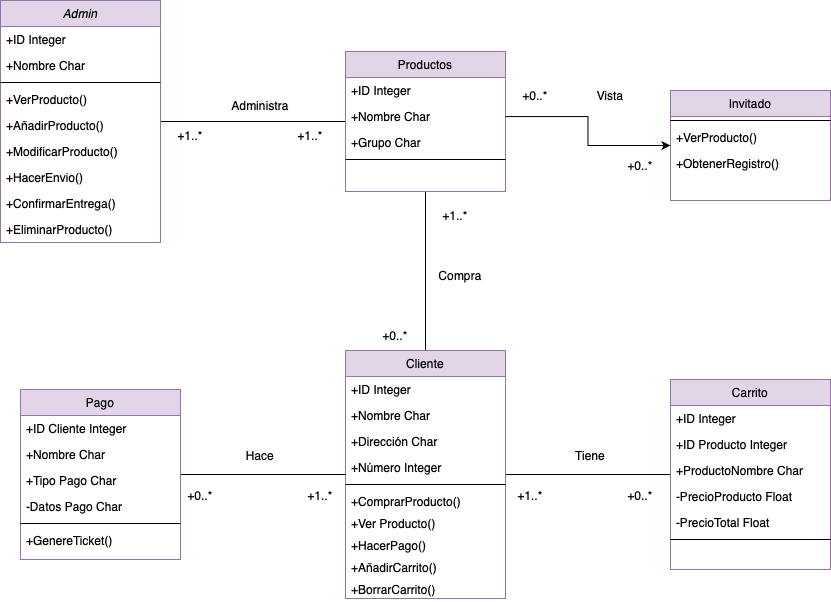 Admin
+ID Integer
+Nombre Char
+VerProducto()
+AñadirProducto()
+ModificarProducto()
+HacerEnvio()
+ConfirmarEntrega()
+EliminarProducto()
Administra
+1..*
+1..*
Productos
+ID Integer
+Nombre Char
+Grupo Char
+0..*
Vista
+0..*
Invitado
+VerProducto()
+ObtenerRegistro()
+1..*
Compra
+0..*
Pago
+ID Cliente Integer
+Nombre Char
+Tipo Pago Char
-Datos Pago Char
+GenereTicket()
Hace
+0..*
+1..*
Cliente
+ID Integer
+Nombre Char
+Dirección Char
+Número Integer
+ComprarProducto()
+Ver Producto()
+HacerPago()
+AñadirCarrito()
+BorrarCarrito()
Tiene
+1..*
+0..*
Carrito
+ID Integer
+ID Producto Integer
+ProductoNombre Char
-PrecioProducto Float
-PrecioTotal Float